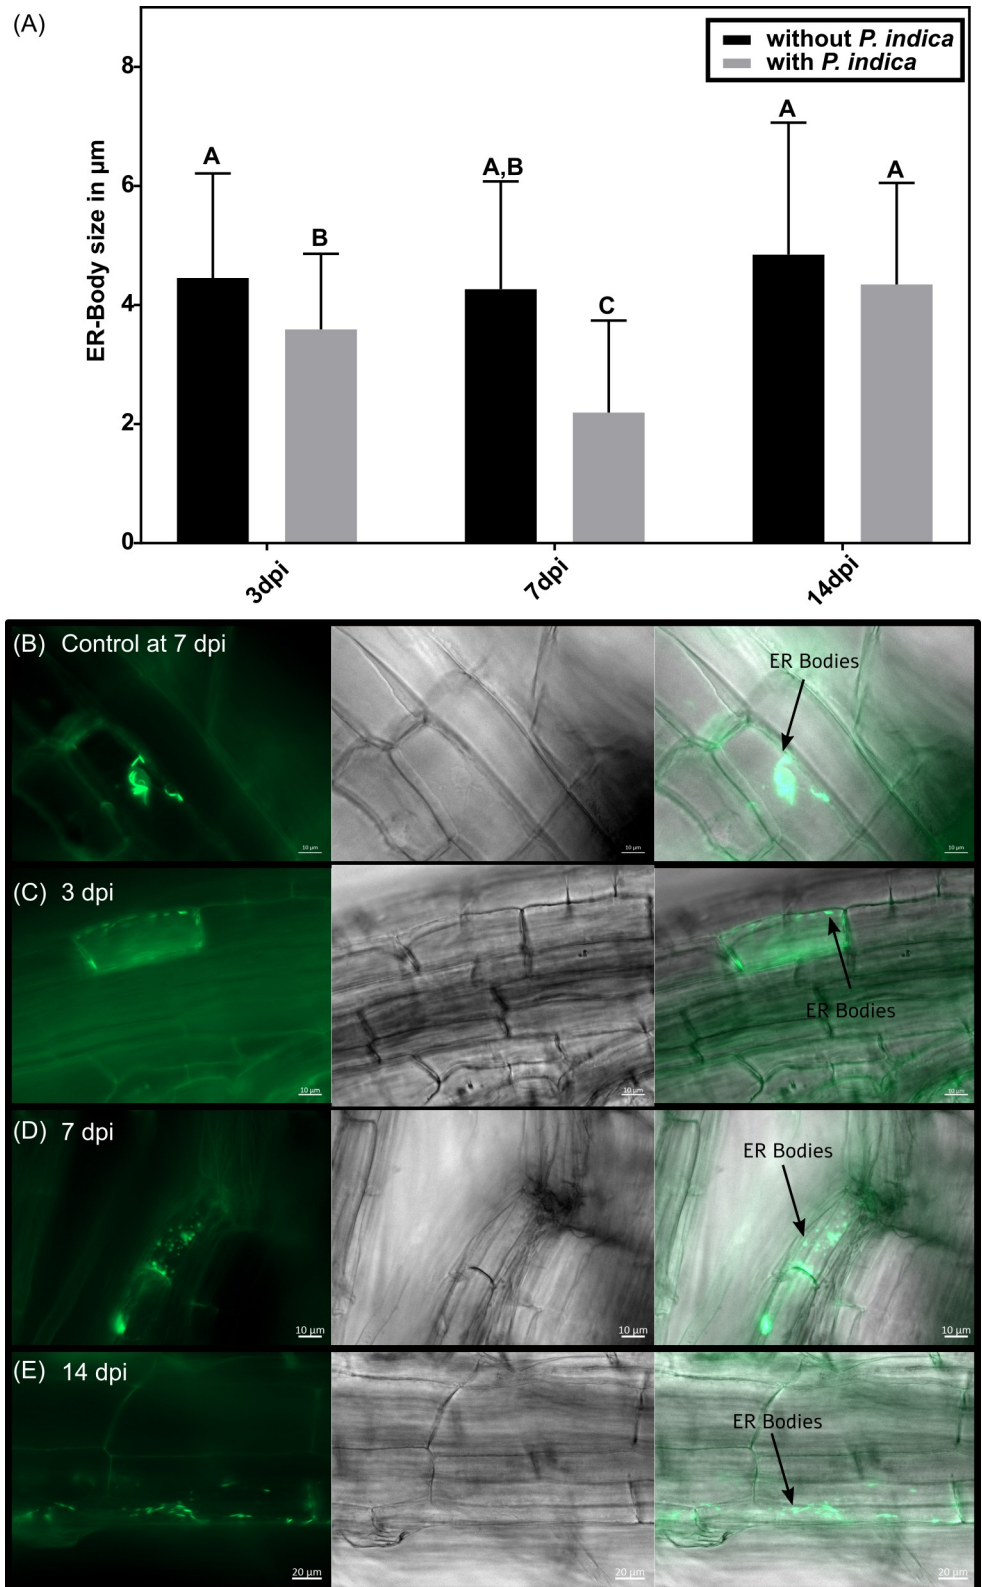 (A)
without P. indica
with P. indica
ER-Body size in µm
8
6
4
2
0
A
B
A,B
C
A
A
3dpi
7dpi
14dpi
(B) Control at 7 dpi
ER Bodies
10 µm
10 µm
10 µm
(C) 3 dpi
ER Bodies
10 µm
10 µm
10 µm
(D) 7 dpi
ER Bodies
10 µm
10 µm
10 µm
(E) 14 dpi
ER Bodies
20 µm
20 µm
20 µm